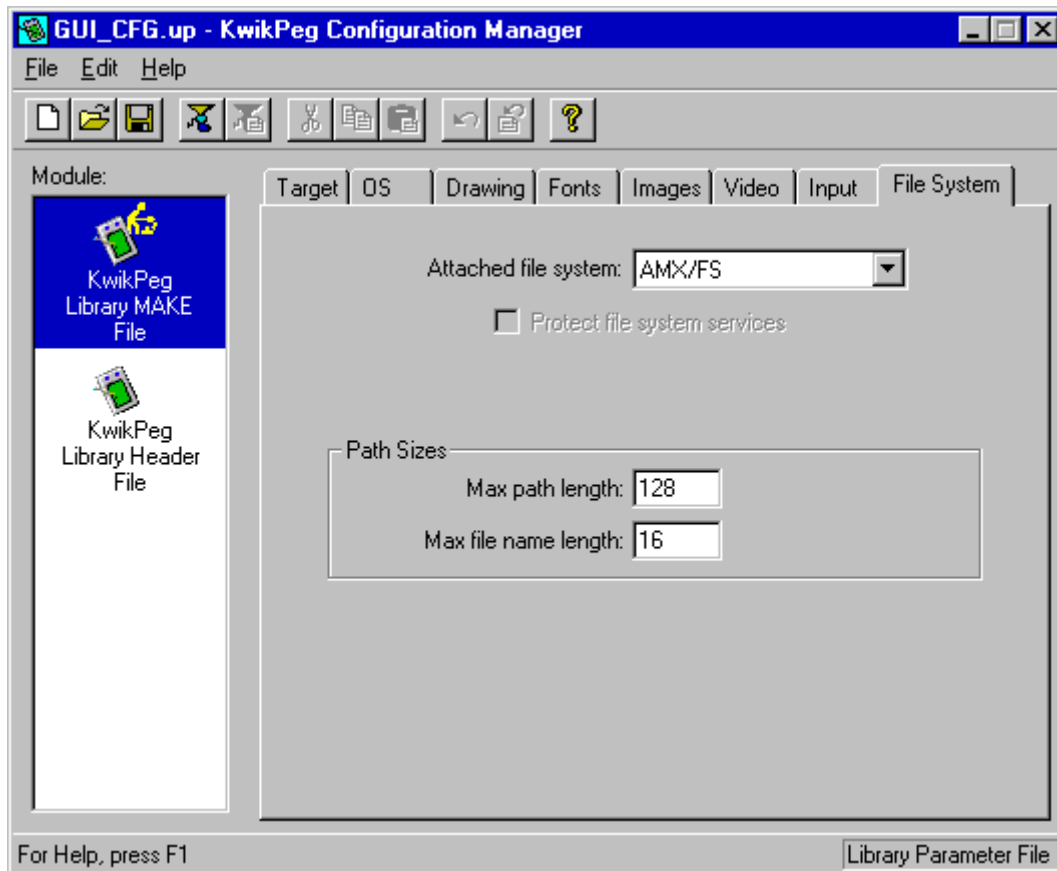 GUI_CFG.up - KwikPeg Configuration Manager
File Edit Help
Module:
KwikPeg
Library MAKE
File
KwikPeg
Library Header
File
Target OS Drawing Fonts Images Video Input File System
Attached file system: AMX/FS
Protect file system services
Path Sizes
Max path length: 128
Max file name length: 16
For Help, press F1
Library Parameter File